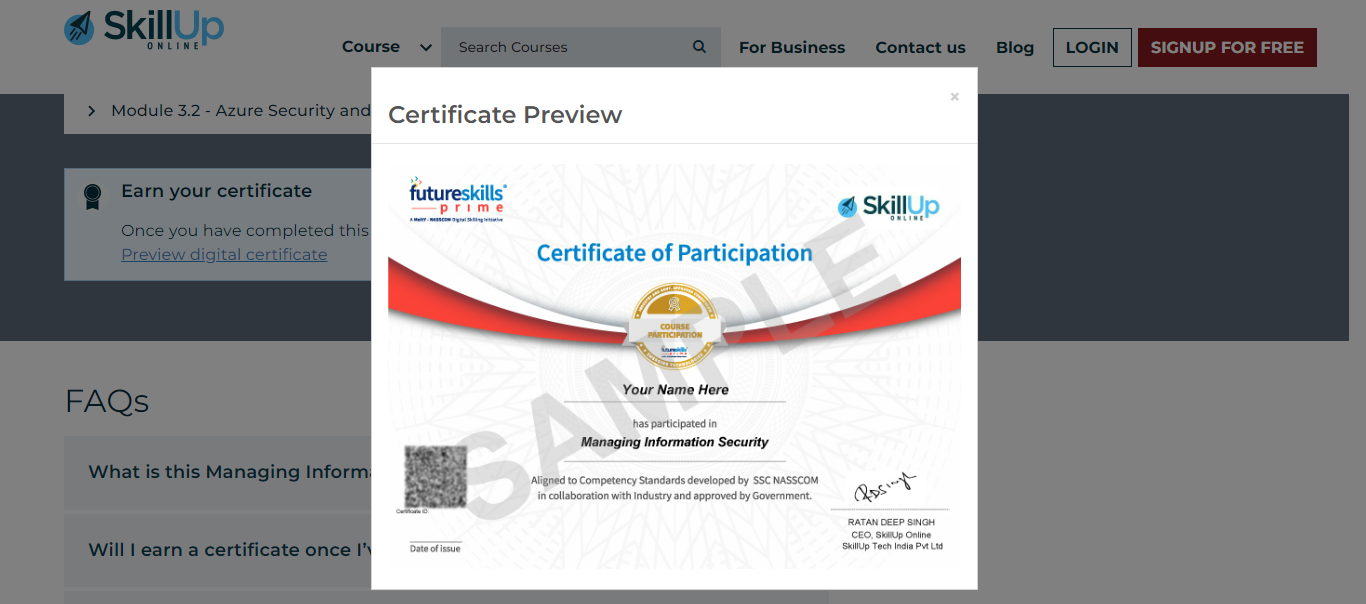 SkillUp
ONLINE
Course
Search Courses
For Business
Contact us
Blog
LOGIN
SIGNUP FOR FREE
Module 3.2 - Azure Security and
Earn your certificate
Once you have completed this
Preview digital certificate
FAQs
What is this Managing Informa
Will I earn a certificate once I'v
Certificate Preview
×
futureskills
prime
A MeitY - NASSCOM Digital Skilling Initiative
SkillUp
ONLINE
Certificate of Participation
COURSE
PARTICIPATION
futureskills
prime
SAMPLE
Your Name Here
has participated in
Managing Information Security
Aligned to Competency Standards developed by SSC NASSCOM
in collaboration with Industry and approved by Government.
Certificate ID:
Date of issue
RATAN DEEP SINGH
CEO, SkillUp Online
SkillUp Tech India Pvt Ltd